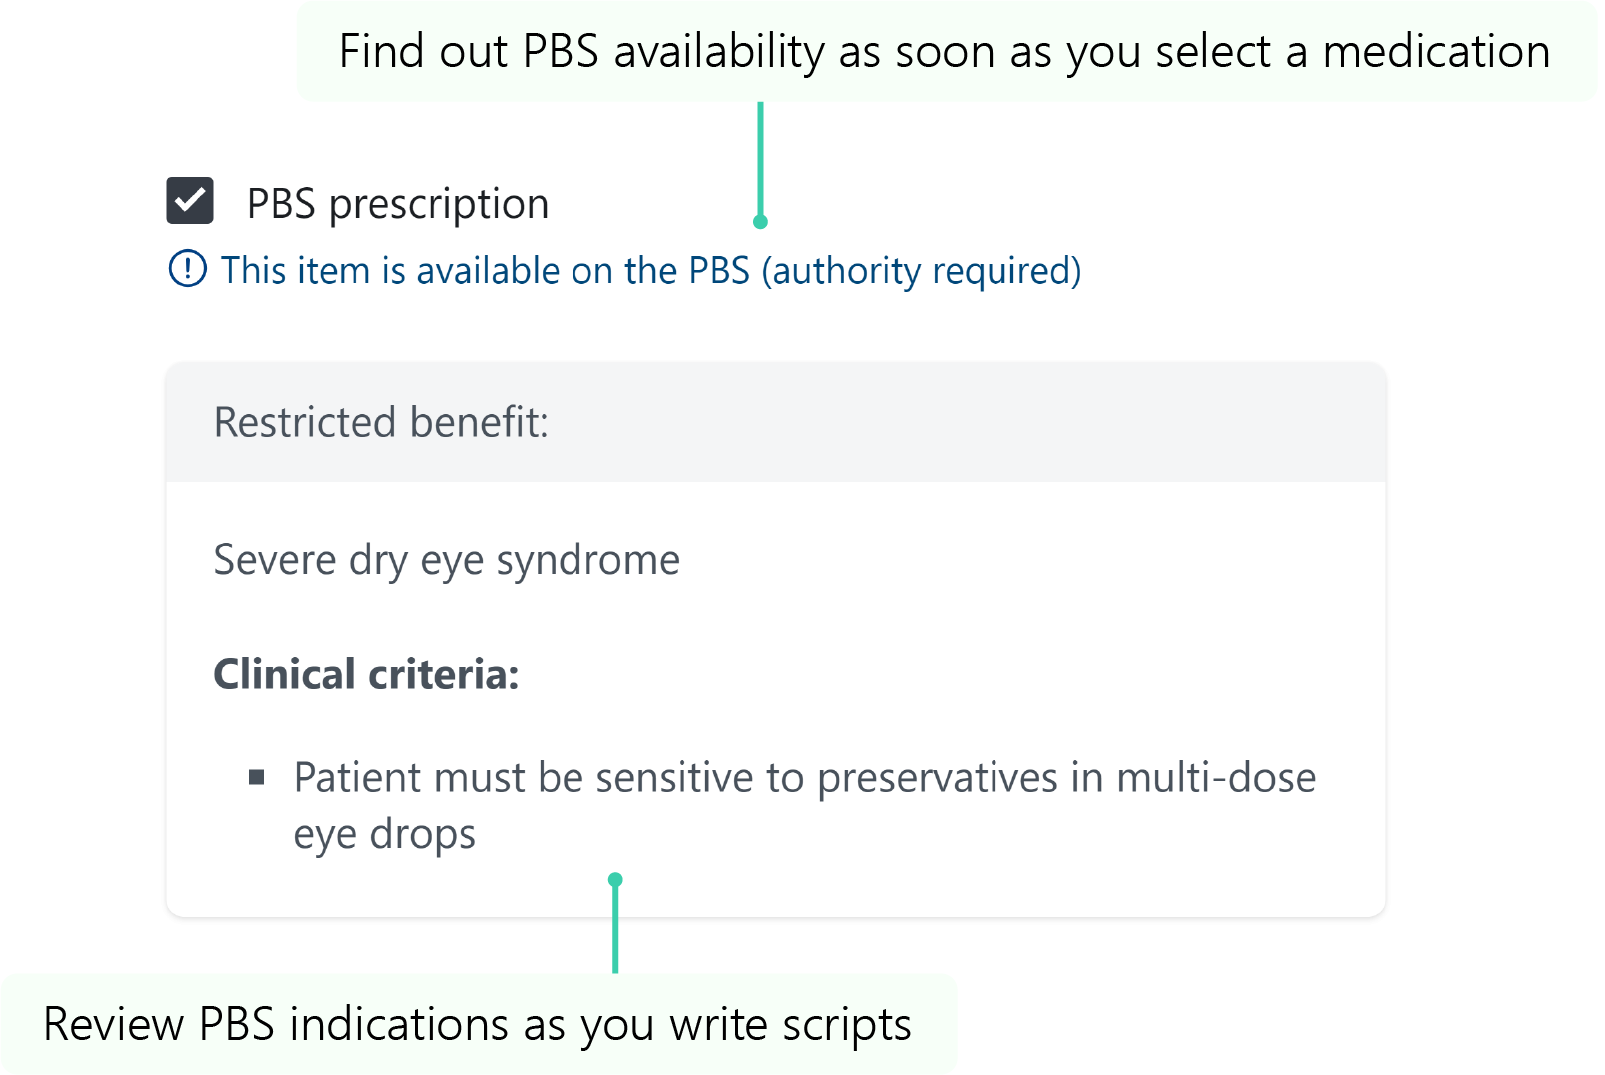 Find out PBS availability as soon as you select a medication
PBS prescription
This item is available on the PBS (authority required)
Restricted benefit:
Severe dry eye syndrome
Clinical criteria:
Patient must be sensitive to preservatives in multi-dose
eye drops
Review PBS indications as you write scripts